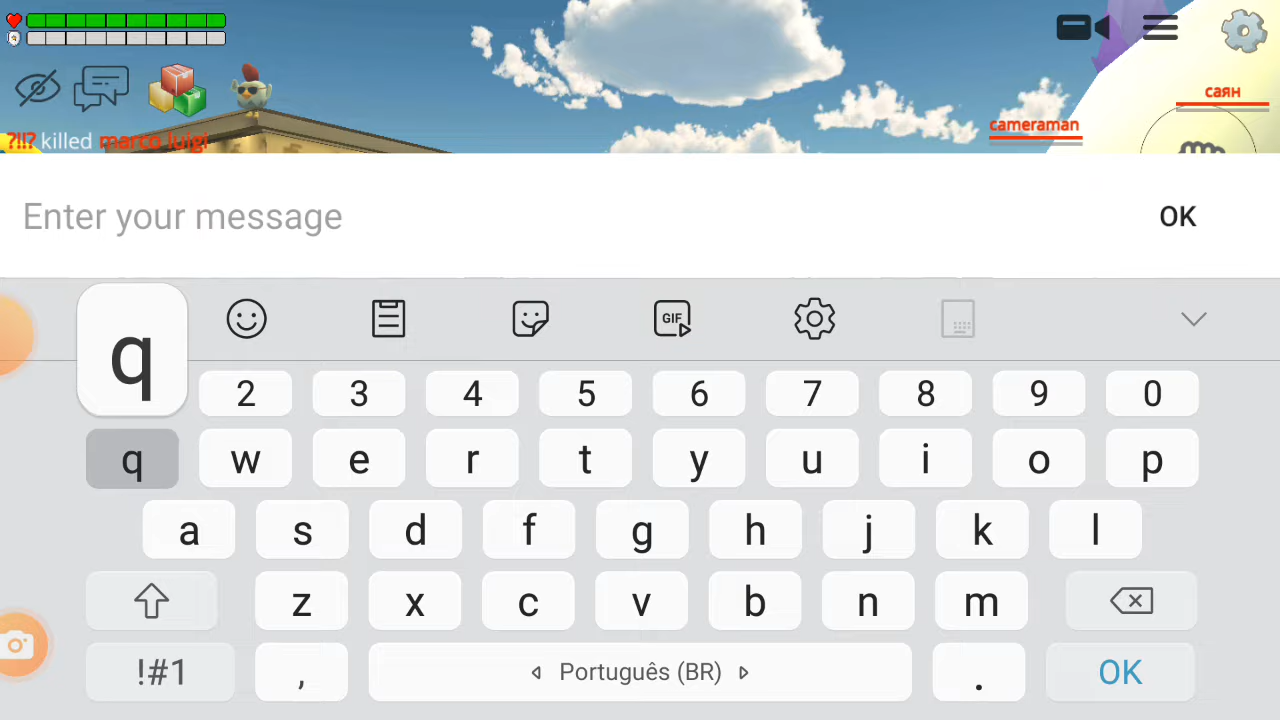 саян
cameraman
?!!? killed marco luigi
Enter your message
OK
GIF
q
2 3 4 5 6 7 8 9 0
q w e r t y u i o p
a s d f g h j k l
z x c v b n m
!#1 , Português (BR) . OK